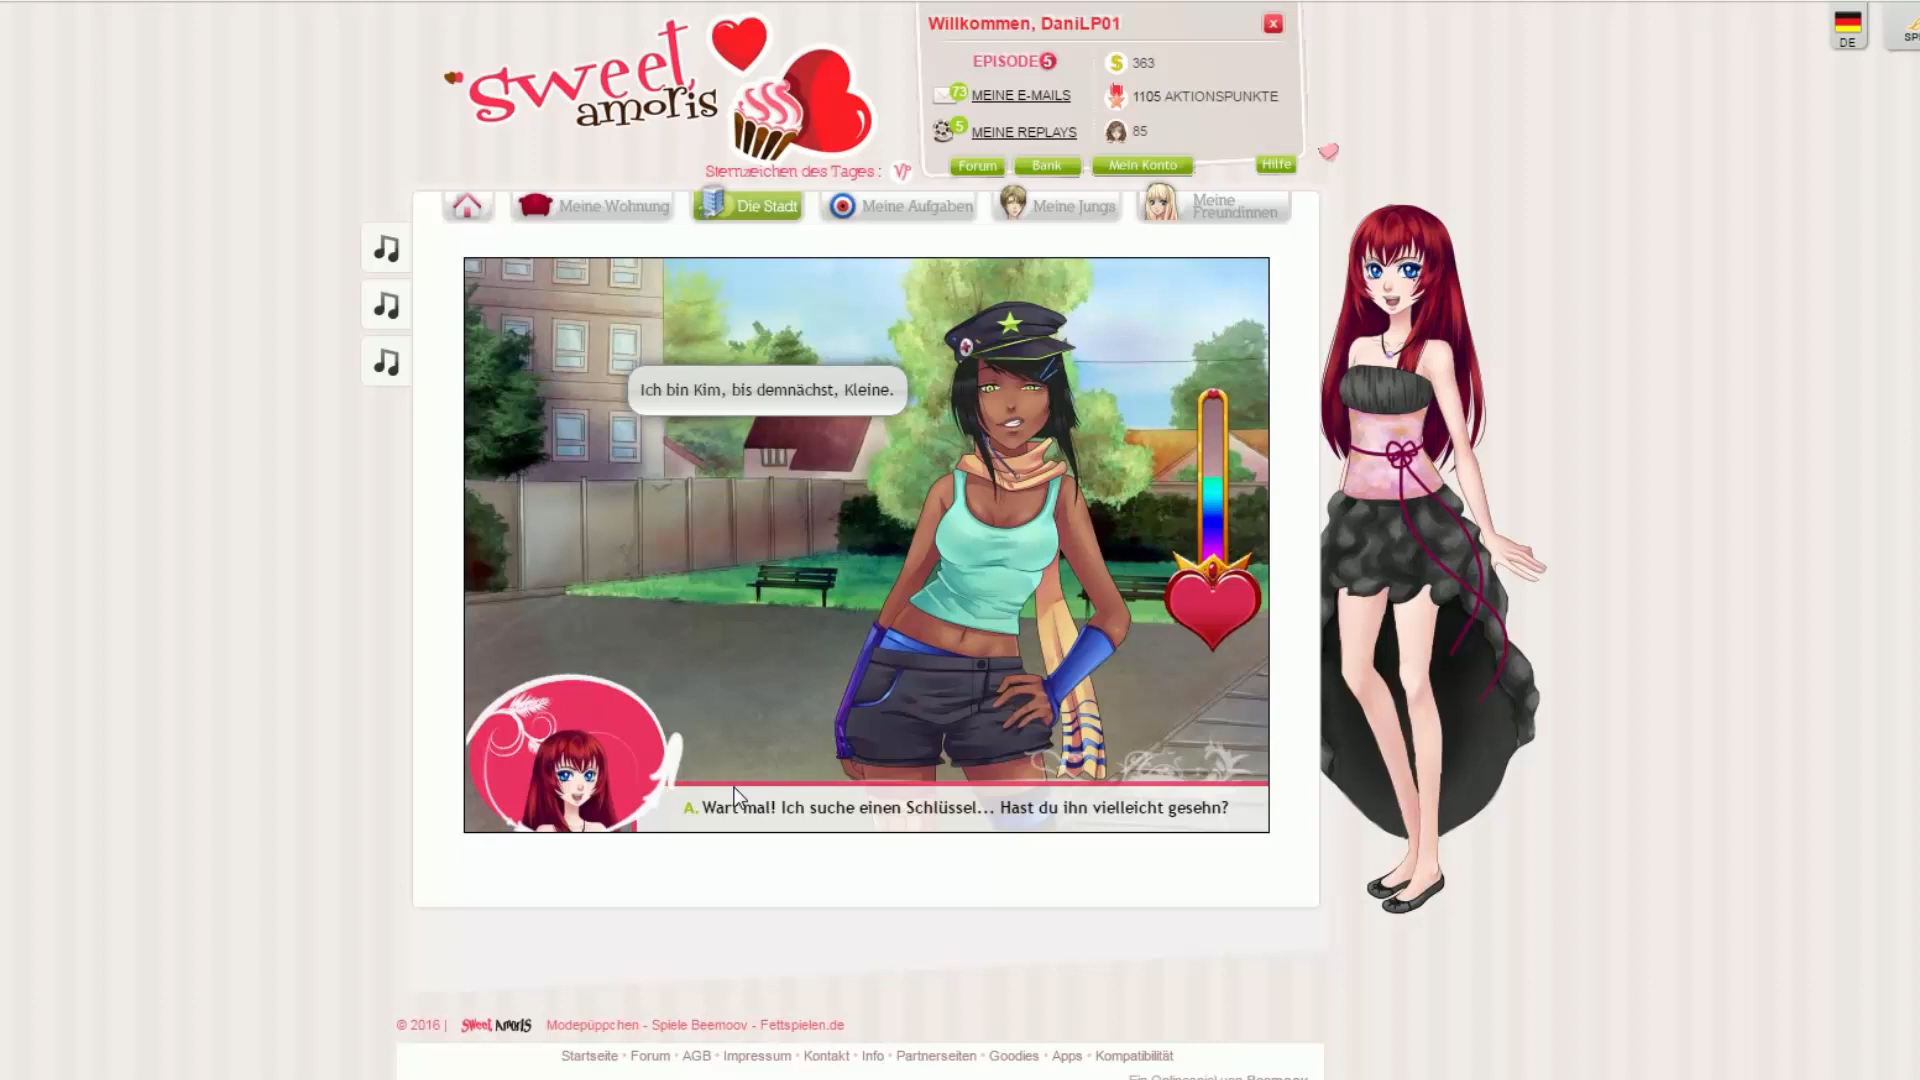 Sweet amoris
Sternzeichen des Tages :
Willkommen, DaniLP01
x
EPISODE 5
363
73 MEINE E-MAILS
1105 AKTIONSPUNKTE
5 MEINE REPLAYS
85
Forum
Bank
Mein Konto
Hilfe
DE
Meine Wohnung
Die Stadt
Meine Aufgaben
Meine Jungs
Meine
Freundinnen
Ich bin Kim, bis demnächst, Kleine.
A. Wart mal! Ich suche einen Schlüssel... Hast du ihn vielleicht gesehn?
© 2016 | Sweet Amoris Modepüppchen - Spiele Beemoov - Fettspielen.de
Startseite • Forum • AGB • Impressum • Kontakt • Info • Partnerseiten • Goodies • Apps • Kompatibilität